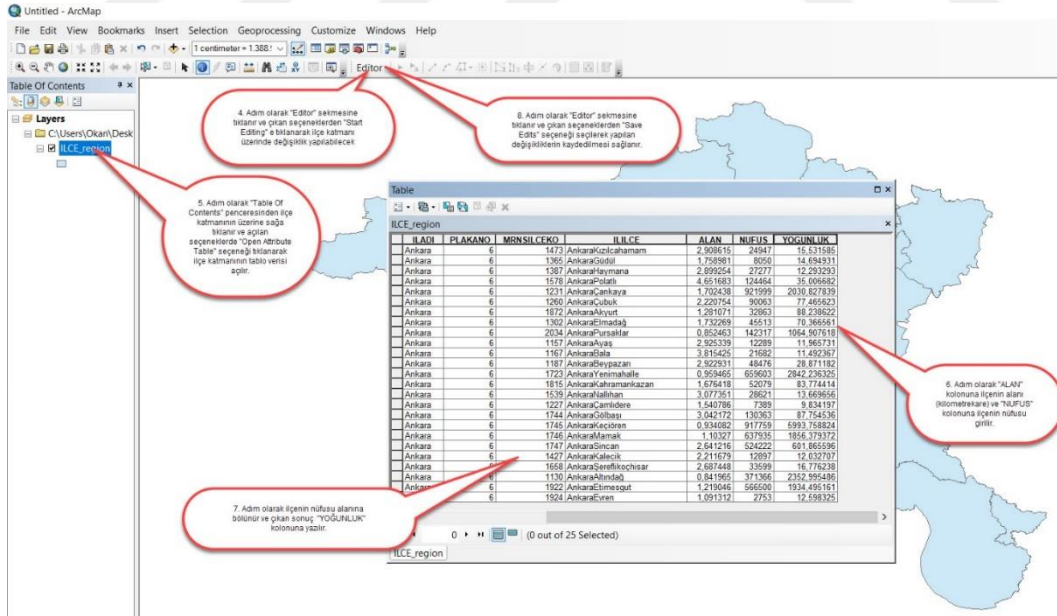 Untitled - ArcMap
File Edit View Bookmarks Insert Selection Geoprocessing Customize Windows Help
Editor
Table Of Contents
Layers
C:\Users\Okan\Desk
ILCE_region
4. Adım olarak "Editor" sekmesine
tıklanır ve çıkan seçeneklerden "Start
Editing" e tıklanarak ilçe katmanı
üzerinde değişiklik yapılabilecek
8. Adım olarak "Editor" sekmesine
tıklanır ve çıkan seçeneklerden "Save
Edits" seçeneği seçilerek yapılan
değişikliklerin kaydedilmesi sağlanır.
5. Adım olarak "Table Of
Contents" penceresinden ilçe
katmanının üzerine sağa
tıklanır ve açılan
seçeneklerde "Open Attribute
Table" seçeneği tıklanarak
ilçe katmanının tablo verisi
açılır.
Table
ILCE_region
ILADI PLAKANO MRNSILCEKO ILILCE ALAN NUFUS YOGUNLUK
Ankara 6 1473 AnkaraKızılcahamam 2,908615 24947 15,531585
Ankara 6 1365 AnkaraGüdül 1,758981 8050 14,694931
Ankara 6 1387 AnkaraHaymana 2,899254 27277 12,293293
Ankara 6 1578 AnkaraPolatlı 4,651683 124464 35,006682
Ankara 6 1231 AnkaraÇankaya 1,702438 921999 2030,827839
Ankara 6 1260 AnkaraÇubuk 2,220754 90063 77,465623
Ankara 6 1872 AnkaraAkyurt 1,281071 32863 88,238622
Ankara 6 1302 AnkaraElmadağ 1,732269 45513 70,366561
Ankara 6 2034 AnkaraPursaklar 0,852463 142317 1064,907618
Ankara 6 1157 AnkaraAyaş 2,925339 12289 11,965731
Ankara 6 1167 AnkaraBala 3,815425 21682 11,492367
Ankara 6 1187 AnkaraBeypazarı 2,922931 48476 28,871182
Ankara 6 1723 AnkaraYenimahalle 0,959465 659603 2842,236325
Ankara 6 1815 AnkaraKahramankazan 1,676418 52079 83,774414
Ankara 6 1539 AnkaraNallıhan 3,077351 28621 13,669656
Ankara 6 1227 AnkaraÇamlıdere 1,540786 7389 9,834197
Ankara 6 1744 AnkaraGölbaşı 3,042172 130363 87,754536
Ankara 6 1745 AnkaraKeçiören 0,934082 917759 5993,758824
Ankara 6 1746 AnkaraMamak 1,10327 637935 1856,379372
Ankara 6 1747 AnkaraSincan 2,641216 524222 601,865596
Ankara 6 1427 AnkaraKalecik 2,211679 12897 12,032707
Ankara 1658 AnkaraŞereflikoçhisar 2,687448 33599 16,776238
Ankara 6 1130 AnkaraAltındağ 0,841965 371366 2352,995486
Ankara 6 1922 AnkaraEtimesgut 1,219046 566500 1934,495161
Ankara 6 1924 AnkaraEvren 1,091312 2753 12,598325
6. Adım olarak "ALAN"
kolonuna ilçenin alanı
(kilometrekare) ve "NUFUS"
kolonuna ilçenin nüfusu
girilir.
7. Adım olarak ilçenin nüfusu alanına
bölünür ve çıkan sonuç "YOĞUNLUK"
kolonuna yazılır.
0 (0 out of 25 Selected)
ILCE_region